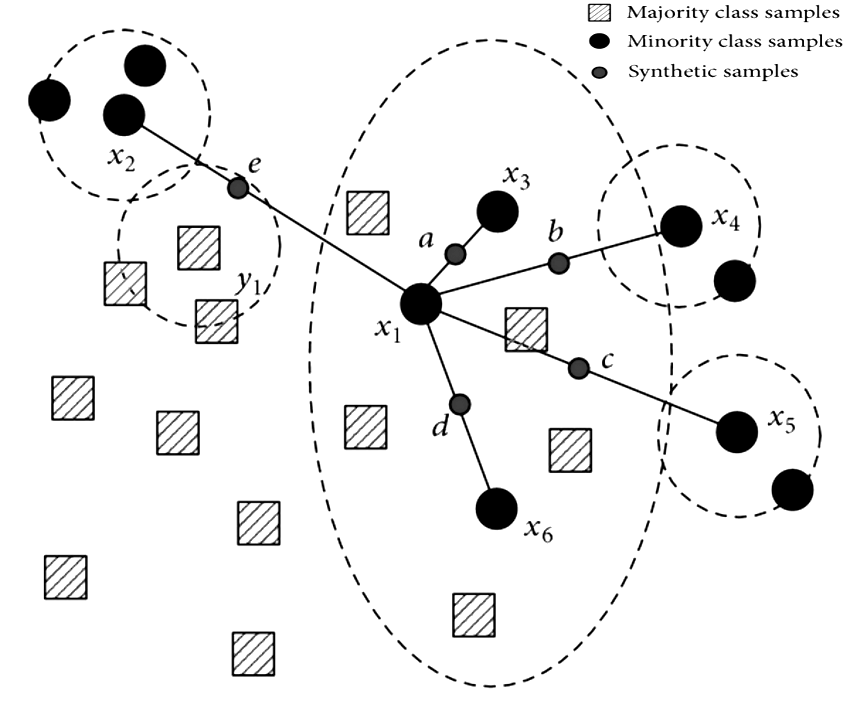 Majority class samples
Minority class samples
Synthetic samples
x2
e
x3
a
b
x4
y1
x1
c
d
x5
x6